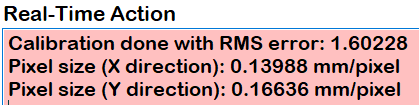 Real-Time Action
Calibration done with RMS error: 1.60228
Pixel size (X direction): 0.13988 mm/pixel
Pixel size (Y direction): 0.16636 mm/pixel